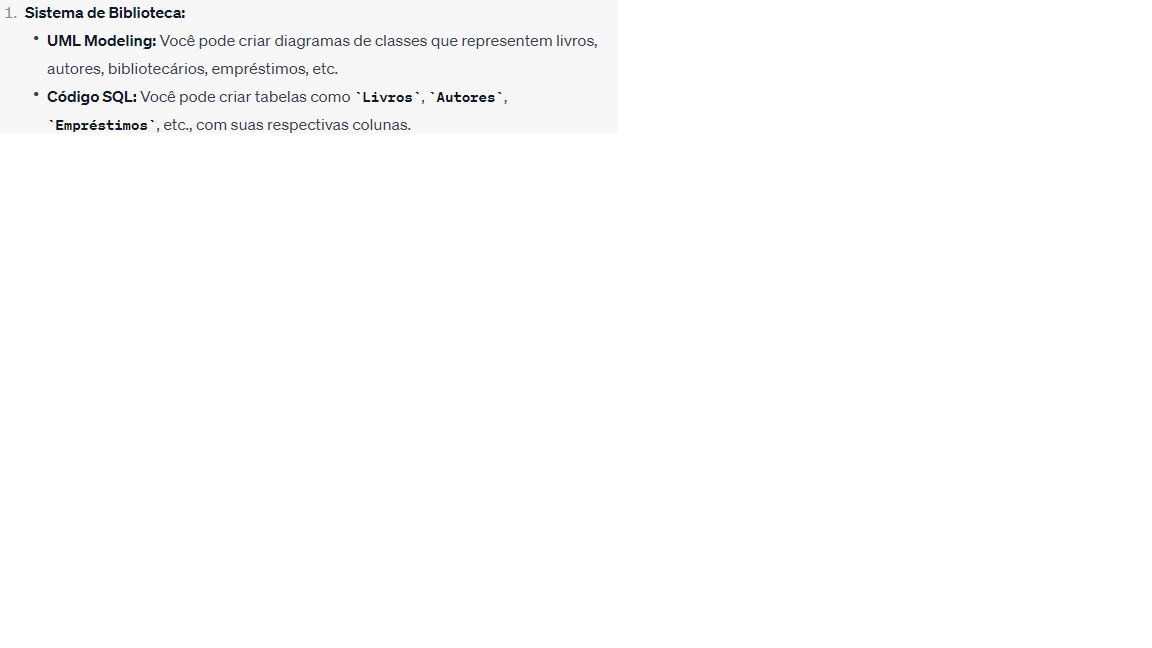 1. Sistema de Biblioteca:
• UML Modeling: Você pode criar diagramas de classes que representem livros,
autores, bibliotecários, empréstimos, etc.
• Código SQL: Você pode criar tabelas como `Livros`, `Autores`,
`Empréstimos`, etc., com suas respectivas colunas.